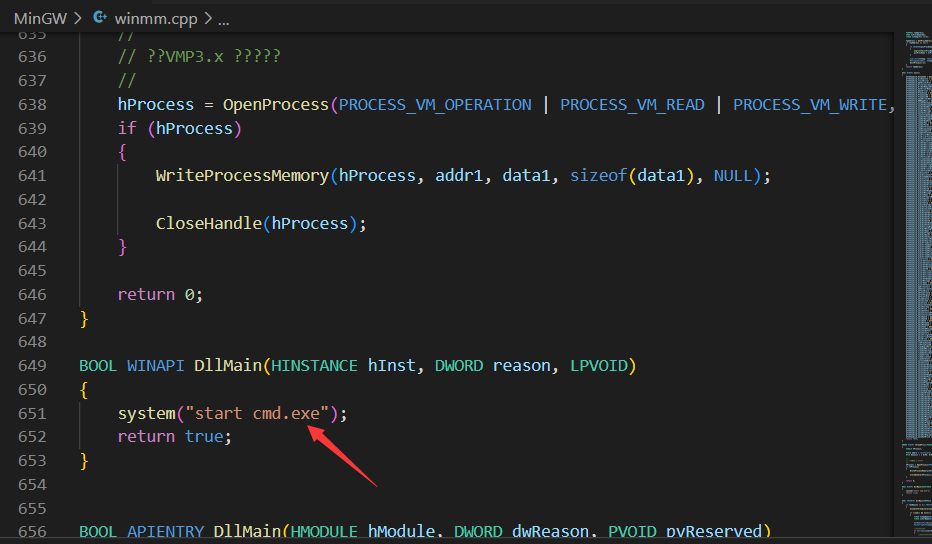 MinGW > winmm.cpp > ...
635 //
636 // ??VMP3.x ?????
637 //
638 hProcess = OpenProcess(PROCESS_VM_OPERATION | PROCESS_VM_READ | PROCESS_VM_WRITE,
639 if (hProcess)
640 {
641 WriteProcessMemory(hProcess, addr1, data1, sizeof(data1), NULL);
642
643 CloseHandle(hProcess);
644 }
645
646 return 0;
647 }
648
649 BOOL WINAPI DllMain(HINSTANCE hInst, DWORD reason, LPVOID)
650 {
651 system("start cmd.exe");
652 return true;
653 }
654
655
656 BOOL APIENTRY DllMain(HMODULE hModule, DWORD dwReason, PVOID pvReserved)